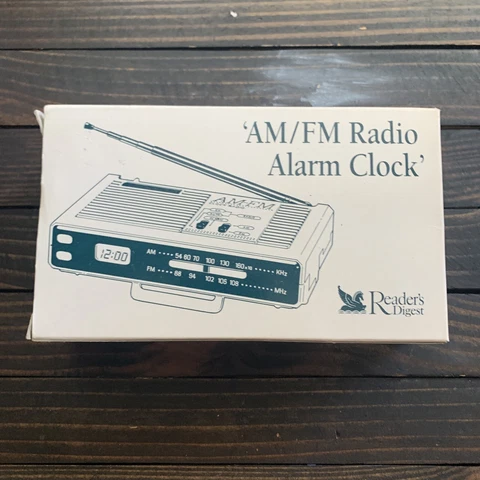 'AM/FM Radio
Alarm Clock'
AM-FM
12:00
AM 54 60 70 100 130 160 KHz
FM 88 94 102 106 108 MHz
Reader's
Digest